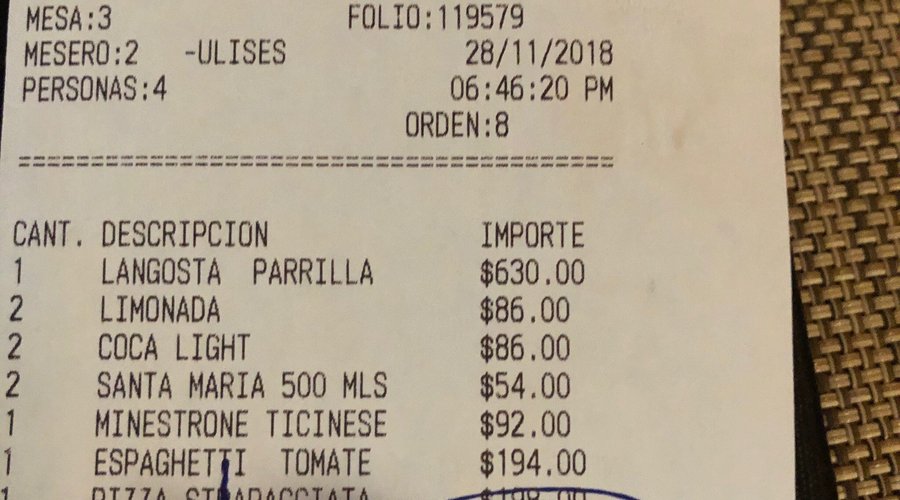 MESA:3 FOLIO:119579
MESERO:2 -ULISES 28/11/2018
PERSONAS:4 06:46:20 PM
ORDEN:8
========================================
CANT. DESCRIPCION IMPORTE
1 LANGOSTA PARRILLA $630.00
2 LIMONADA $86.00
2 COCA LIGHT $86.00
2 SANTA MARIA 500 MLS $54.00
1 MINESTRONE TICINESE $92.00
1 ESPAGHETTI TOMATE $194.00
1 PIZZA